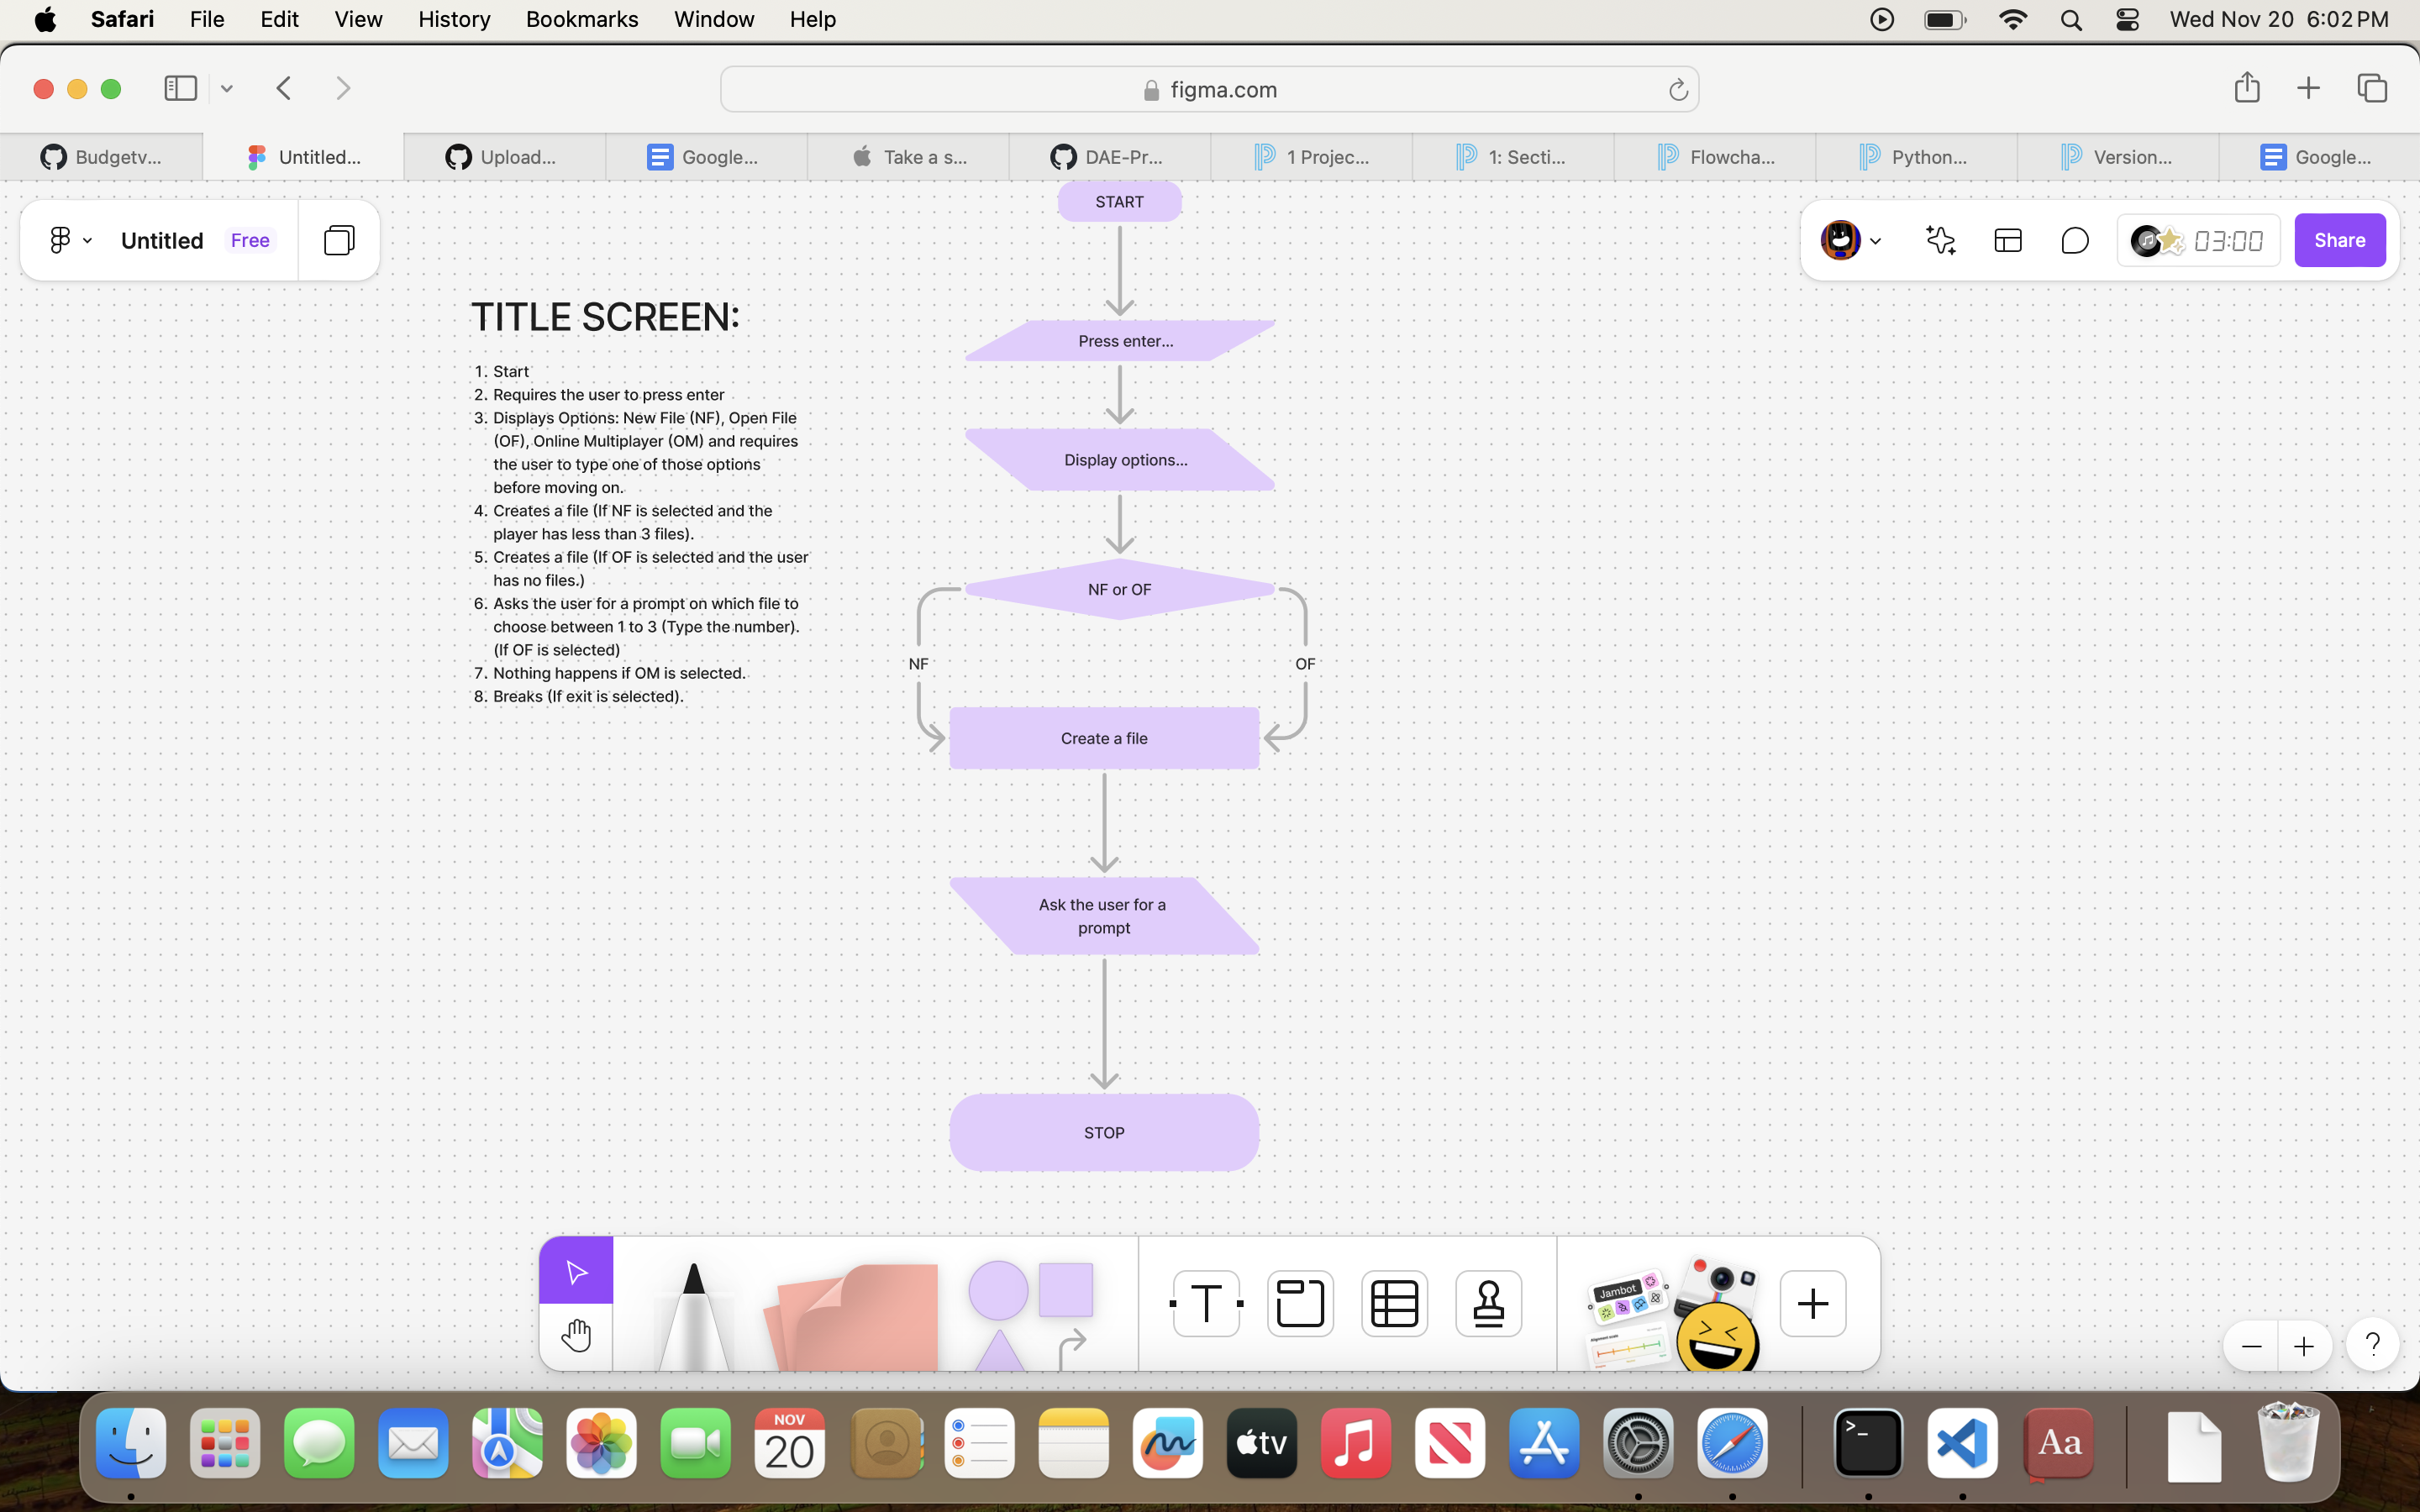 Safari File Edit View History Bookmarks Window Help Wed Nov 20 6:02 PM
figma.com
Budgetv... Untitled... Upload... Google... Take a s... DAE-Pr... 1 Projec... 1: Secti... Flowcha... Python... Version... Google...
Untitled Free
03:00 Share
START
TITLE SCREEN:
Press enter...
1. Start
2. Requires the user to press enter
3. Displays Options: New File (NF), Open File
(OF), Online Multiplayer (OM) and requires
the user to type one of those options
before moving on.
4. Creates a file (If NF is selected and the
player has less than 3 files).
5. Creates a file (If OF is selected and the user
has no files.)
6. Asks the user for a prompt on which file to
choose between 1 to 3 (Type the number).
(If OF is selected)
7. Nothing happens if OM is selected.
8. Breaks (If exit is selected).
Display options...
NF or OF
NF
OF
Create a file
Ask the user for a
prompt
STOP
T
Jambot
?
NOV
20
tv
>_
Aa